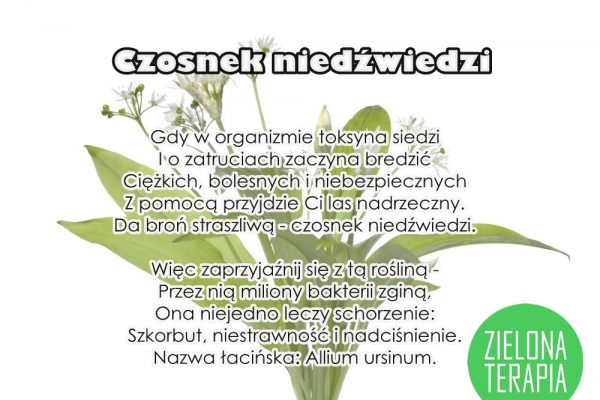 Czosnek niedźwiedzi
Gdy w organizmie toksyna siedzi
I o zatruciach zaczyna bredzić
Ciężkich, bolesnych i niebezpiecznych
Z pomocą przyjdzie Ci las nadrzeczny.
Da broń straszliwą - czosnek niedźwiedzi.
Więc zaprzyjaźnij się z tą rośliną -
Przez nią miliony bakterii zginą,
Ona niejedno leczy schorzenie:
Szkorbut, niestrawność i nadciśnienie.
Nazwa łacińska: Allium ursinum.
ZIELONA
TERAPIA